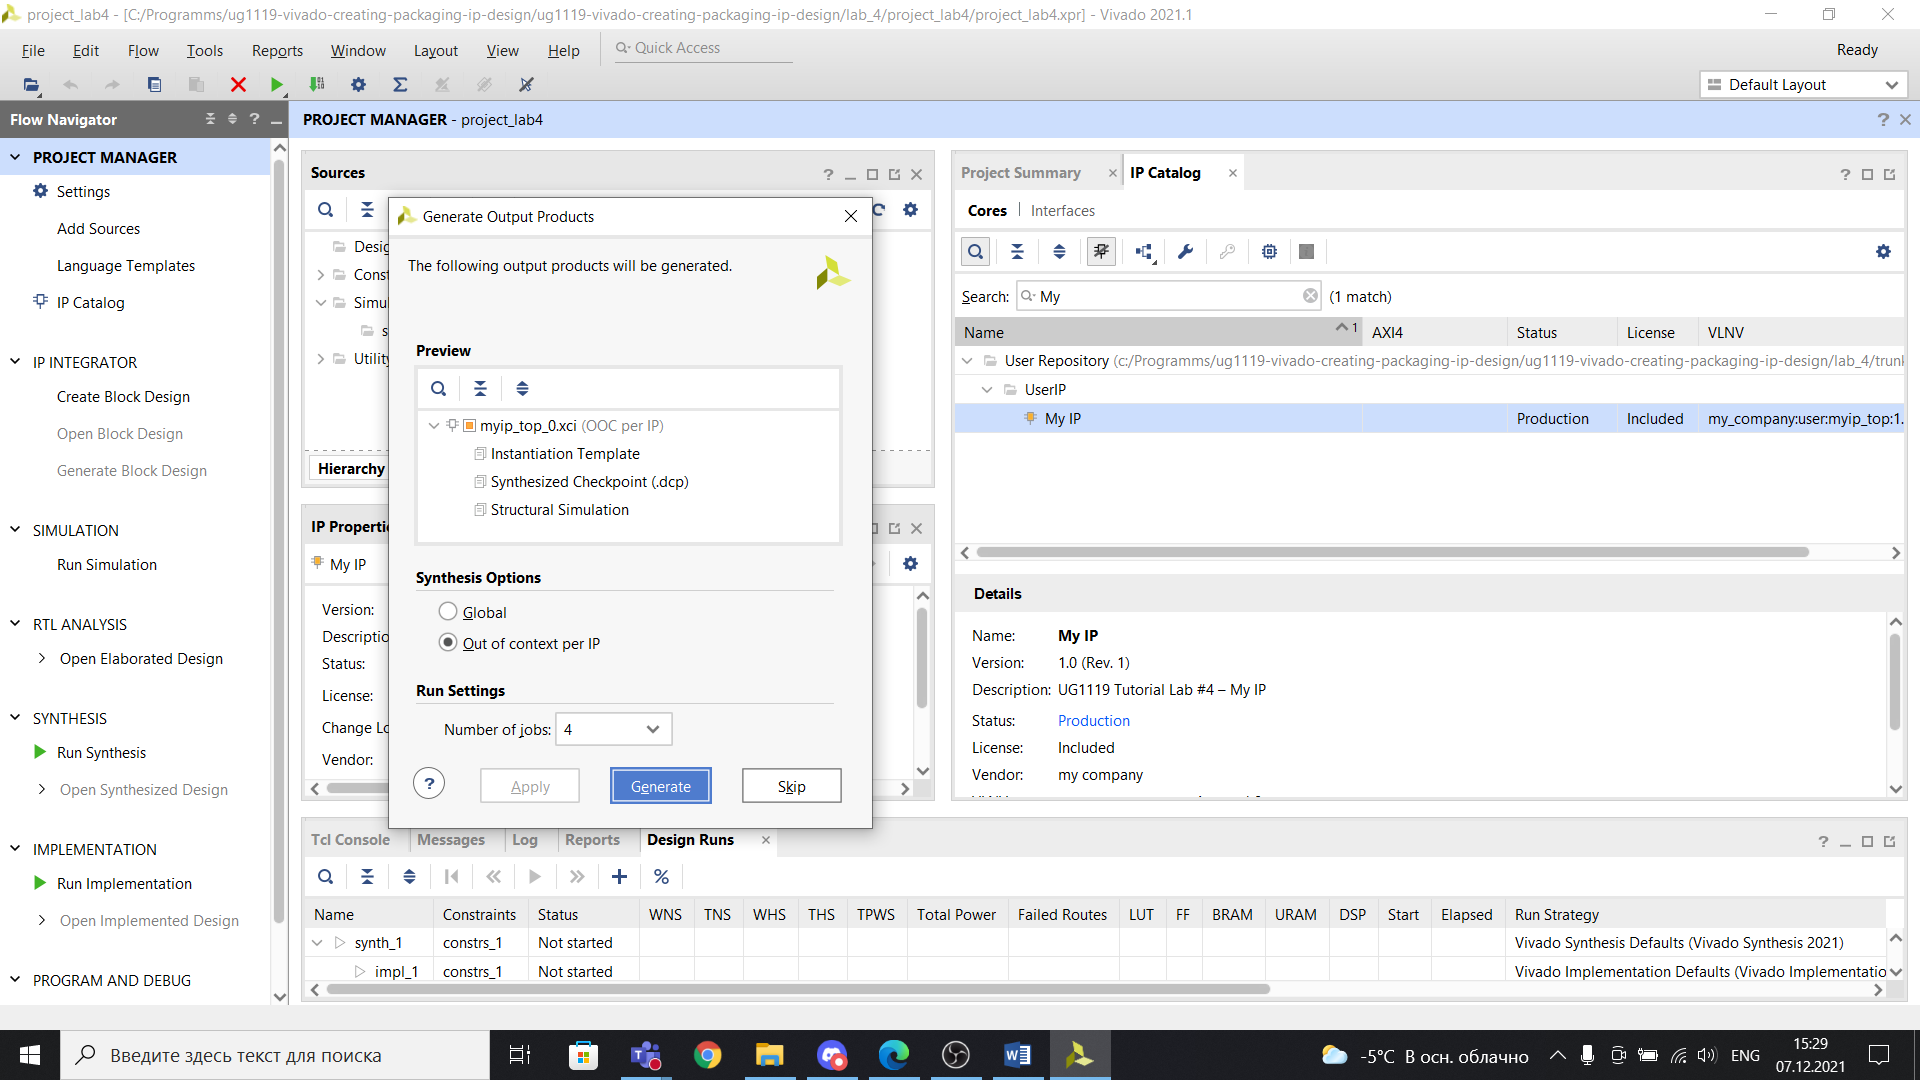 project_lab4 - [C:/Programms/ug1119-vivado-creating-packaging-ip-design/ug1119-vivado-creating-packaging-ip-design/lab_4/project_lab4/project_lab4.xpr] - Vivado 2021.1
File Edit Flow Tools Reports Window Layout View Help Quick Access Ready
Default Layout
Flow Navigator
PROJECT MANAGER
Settings
Add Sources
Language Templates
IP Catalog
IP INTEGRATOR
Create Block Design
Open Block Design
Generate Block Design
SIMULATION
Run Simulation
RTL ANALYSIS
Open Elaborated Design
SYNTHESIS
Run Synthesis
Open Synthesized Design
IMPLEMENTATION
Run Implementation
Open Implemented Design
PROGRAM AND DEBUG
PROJECT MANAGER - project_lab4
Sources
Desig
Const
Simul
s
Utility
Hierarchy
IP Properti
My IP
Version:
Descriptio
Status:
License:
Change Lo
Vendor:
Generate Output Products
The following output products will be generated.
Preview
myip_top_0.xci (OOC per IP)
Instantiation Template
Synthesized Checkpoint (.dcp)
Structural Simulation
Synthesis Options
Global
Out of context per IP
Run Settings
Number of jobs: 4
? Apply Generate Skip
Project Summary IP Catalog
Cores Interfaces
Search: My (1 match)
Name 1 AXI4 Status License VLNV
User Repository (c:/Programms/ug1119-vivado-creating-packaging-ip-design/ug1119-vivado-creating-packaging-ip-design/lab_4/trunk
UserIP
My IP Production Included my_company:user:myip_top:1.
Details
Name: My IP
Version: 1.0 (Rev. 1)
Description: UG1119 Tutorial Lab #4 – My IP
Status: Production
License: Included
Vendor: my company
Tcl Console Messages Log Reports Design Runs
Name Constraints Status WNS TNS WHS THS TPWS Total Power Failed Routes LUT FF BRAM URAM DSP Start Elapsed Run Strategy
synth_1 constrs_1 Not started Vivado Synthesis Defaults (Vivado Synthesis 2021)
impl_1 constrs_1 Not started Vivado Implementation Defaults (Vivado Implementatio
Введите здесь текст для поиска
-5°C В осн. облачно
ENG
15:29
07.12.2021